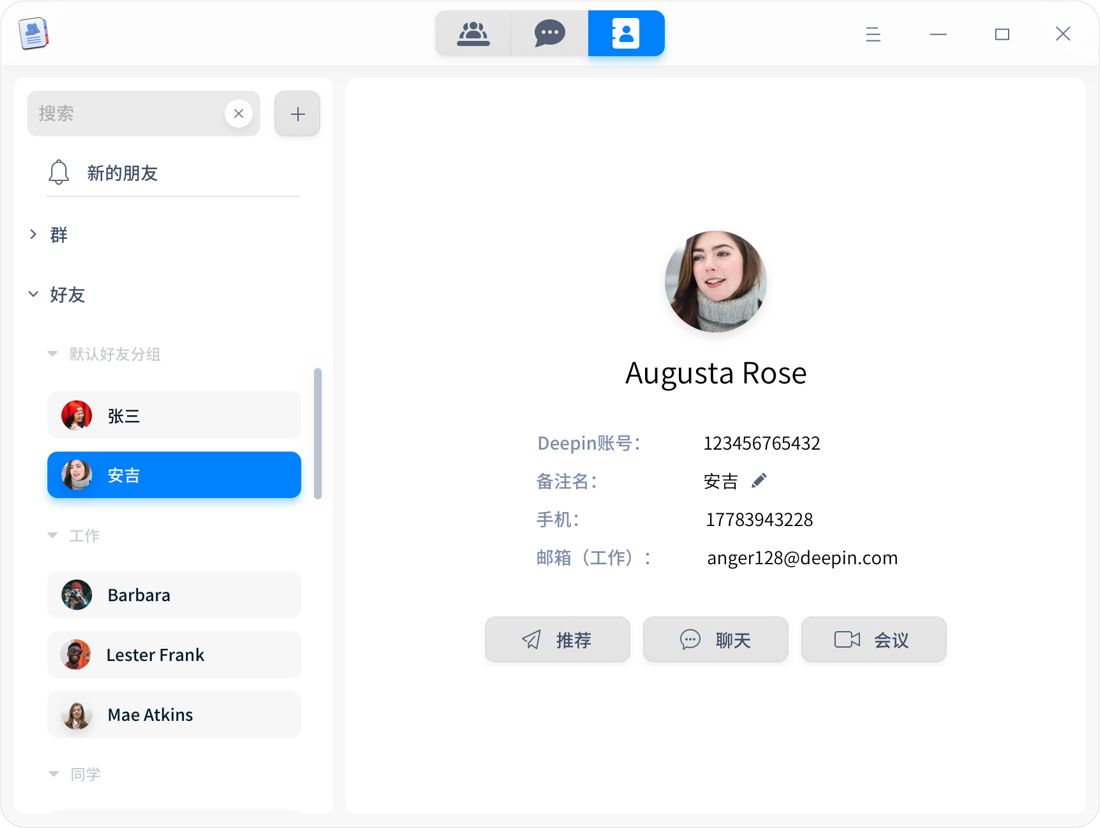 搜索
新的朋友
群
好友
默认好友分组
张三
安吉
工作
Barbara
Lester Frank
Mae Atkins
同学
Augusta Rose
Deepin账号： 123456765432
备注名： 安吉
手机： 17783943228
邮箱（工作）： anger128@deepin.com
推荐 聊天 会议